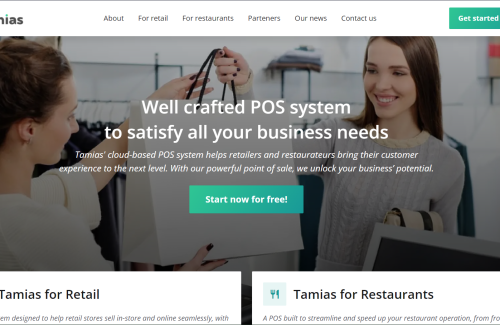 mias
About For retail For restaurants Parteners Our news Contact us Get started
Well crafted POS system
to satisfy all your business needs
Tamias' cloud-based POS system helps retailers and restaurateurs bring their customer
experience to the next level. With our powerful point of sale, we unlock your business' potential.
Start now for free!
Tamias for Retail
Tamias for Restaurants
em designed to help retail stores sell in-store and online seamlessly, with
A POS built to streamline and speed up your restaurant operation, from fro